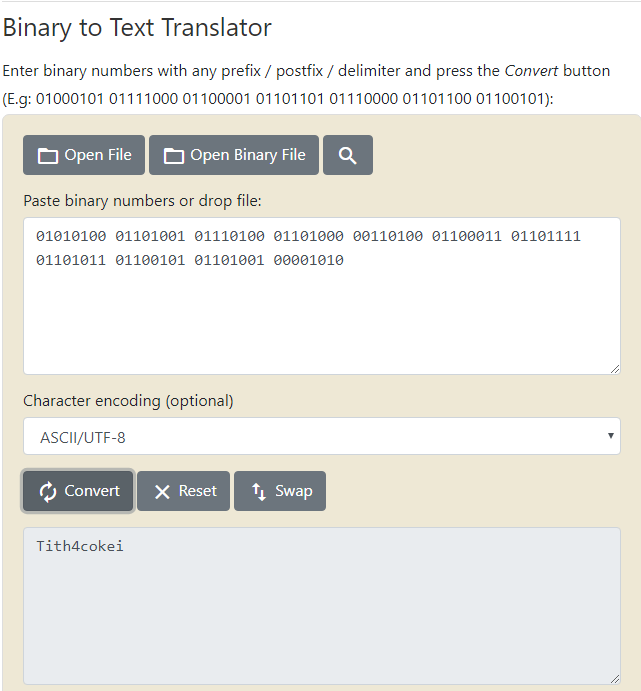 Binary to Text Translator
Enter binary numbers with any prefix / postfix / delimiter and press the Convert button
(E.g: 01000101 01111000 01100001 01101101 01110000 01101100 01100101):
Open File
Open Binary File
Paste binary numbers or drop file:
01010100 01101001 01110100 01101000 00110100 01100011 01101111
01101011 01100101 01101001 00001010
Character encoding (optional)
ASCII/UTF-8
Convert
Reset
Swap
Tith4cokei